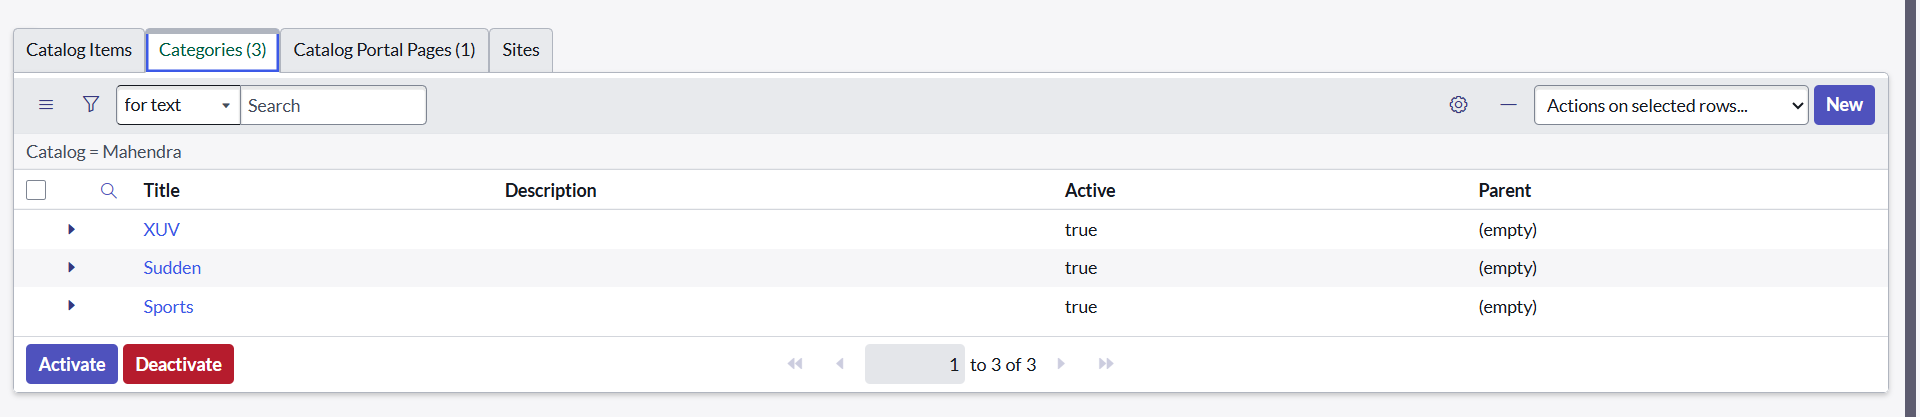 Catalog Items Categories (3) Catalog Portal Pages (1) Sites
for text Search Actions on selected rows... New
Catalog = Mahendra
Title Description Active Parent
XUV true (empty)
Sudden true (empty)
Sports true (empty)
Activate Deactivate 1 to 3 of 3